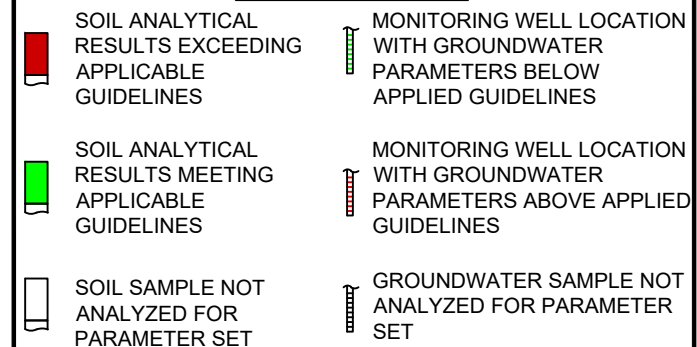 SOIL ANALYTICAL
RESULTS EXCEEDING
APPLICABLE
GUIDELINES
MONITORING WELL LOCATION
WITH GROUNDWATER
PARAMETERS BELOW
APPLIED GUIDELINES
SOIL ANALYTICAL
RESULTS MEETING
APPLICABLE
GUIDELINES
MONITORING WELL LOCATION
WITH GROUNDWATER
PARAMETERS ABOVE APPLIED
GUIDELINES
SOIL SAMPLE NOT
ANALYZED FOR
PARAMETER SET
GROUNDWATER SAMPLE NOT
ANALYZED FOR PARAMETER
SET